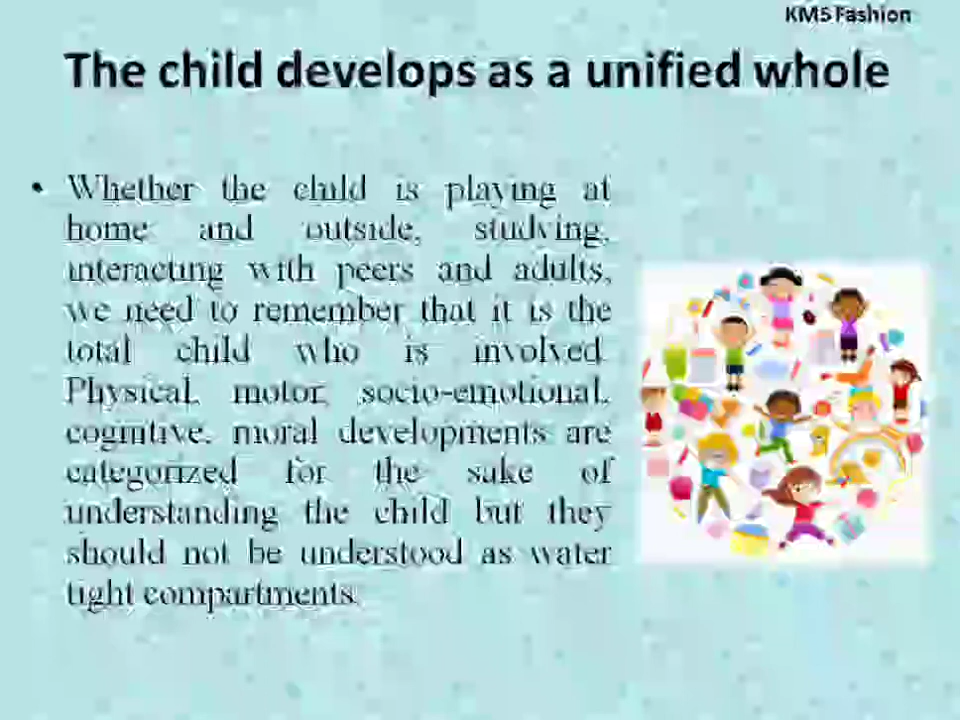 KMS Fashion
The child develops as a unified whole
• Whether the child is playing at
home and outside, studying,
interacting with peers and adults,
we need to remember that it is the
total child who is involved.
Physical, motor, socio-emotional,
cognitive, moral developments are
categorized for the sake of
understanding the child but they
should not be understood as water
tight compartments.